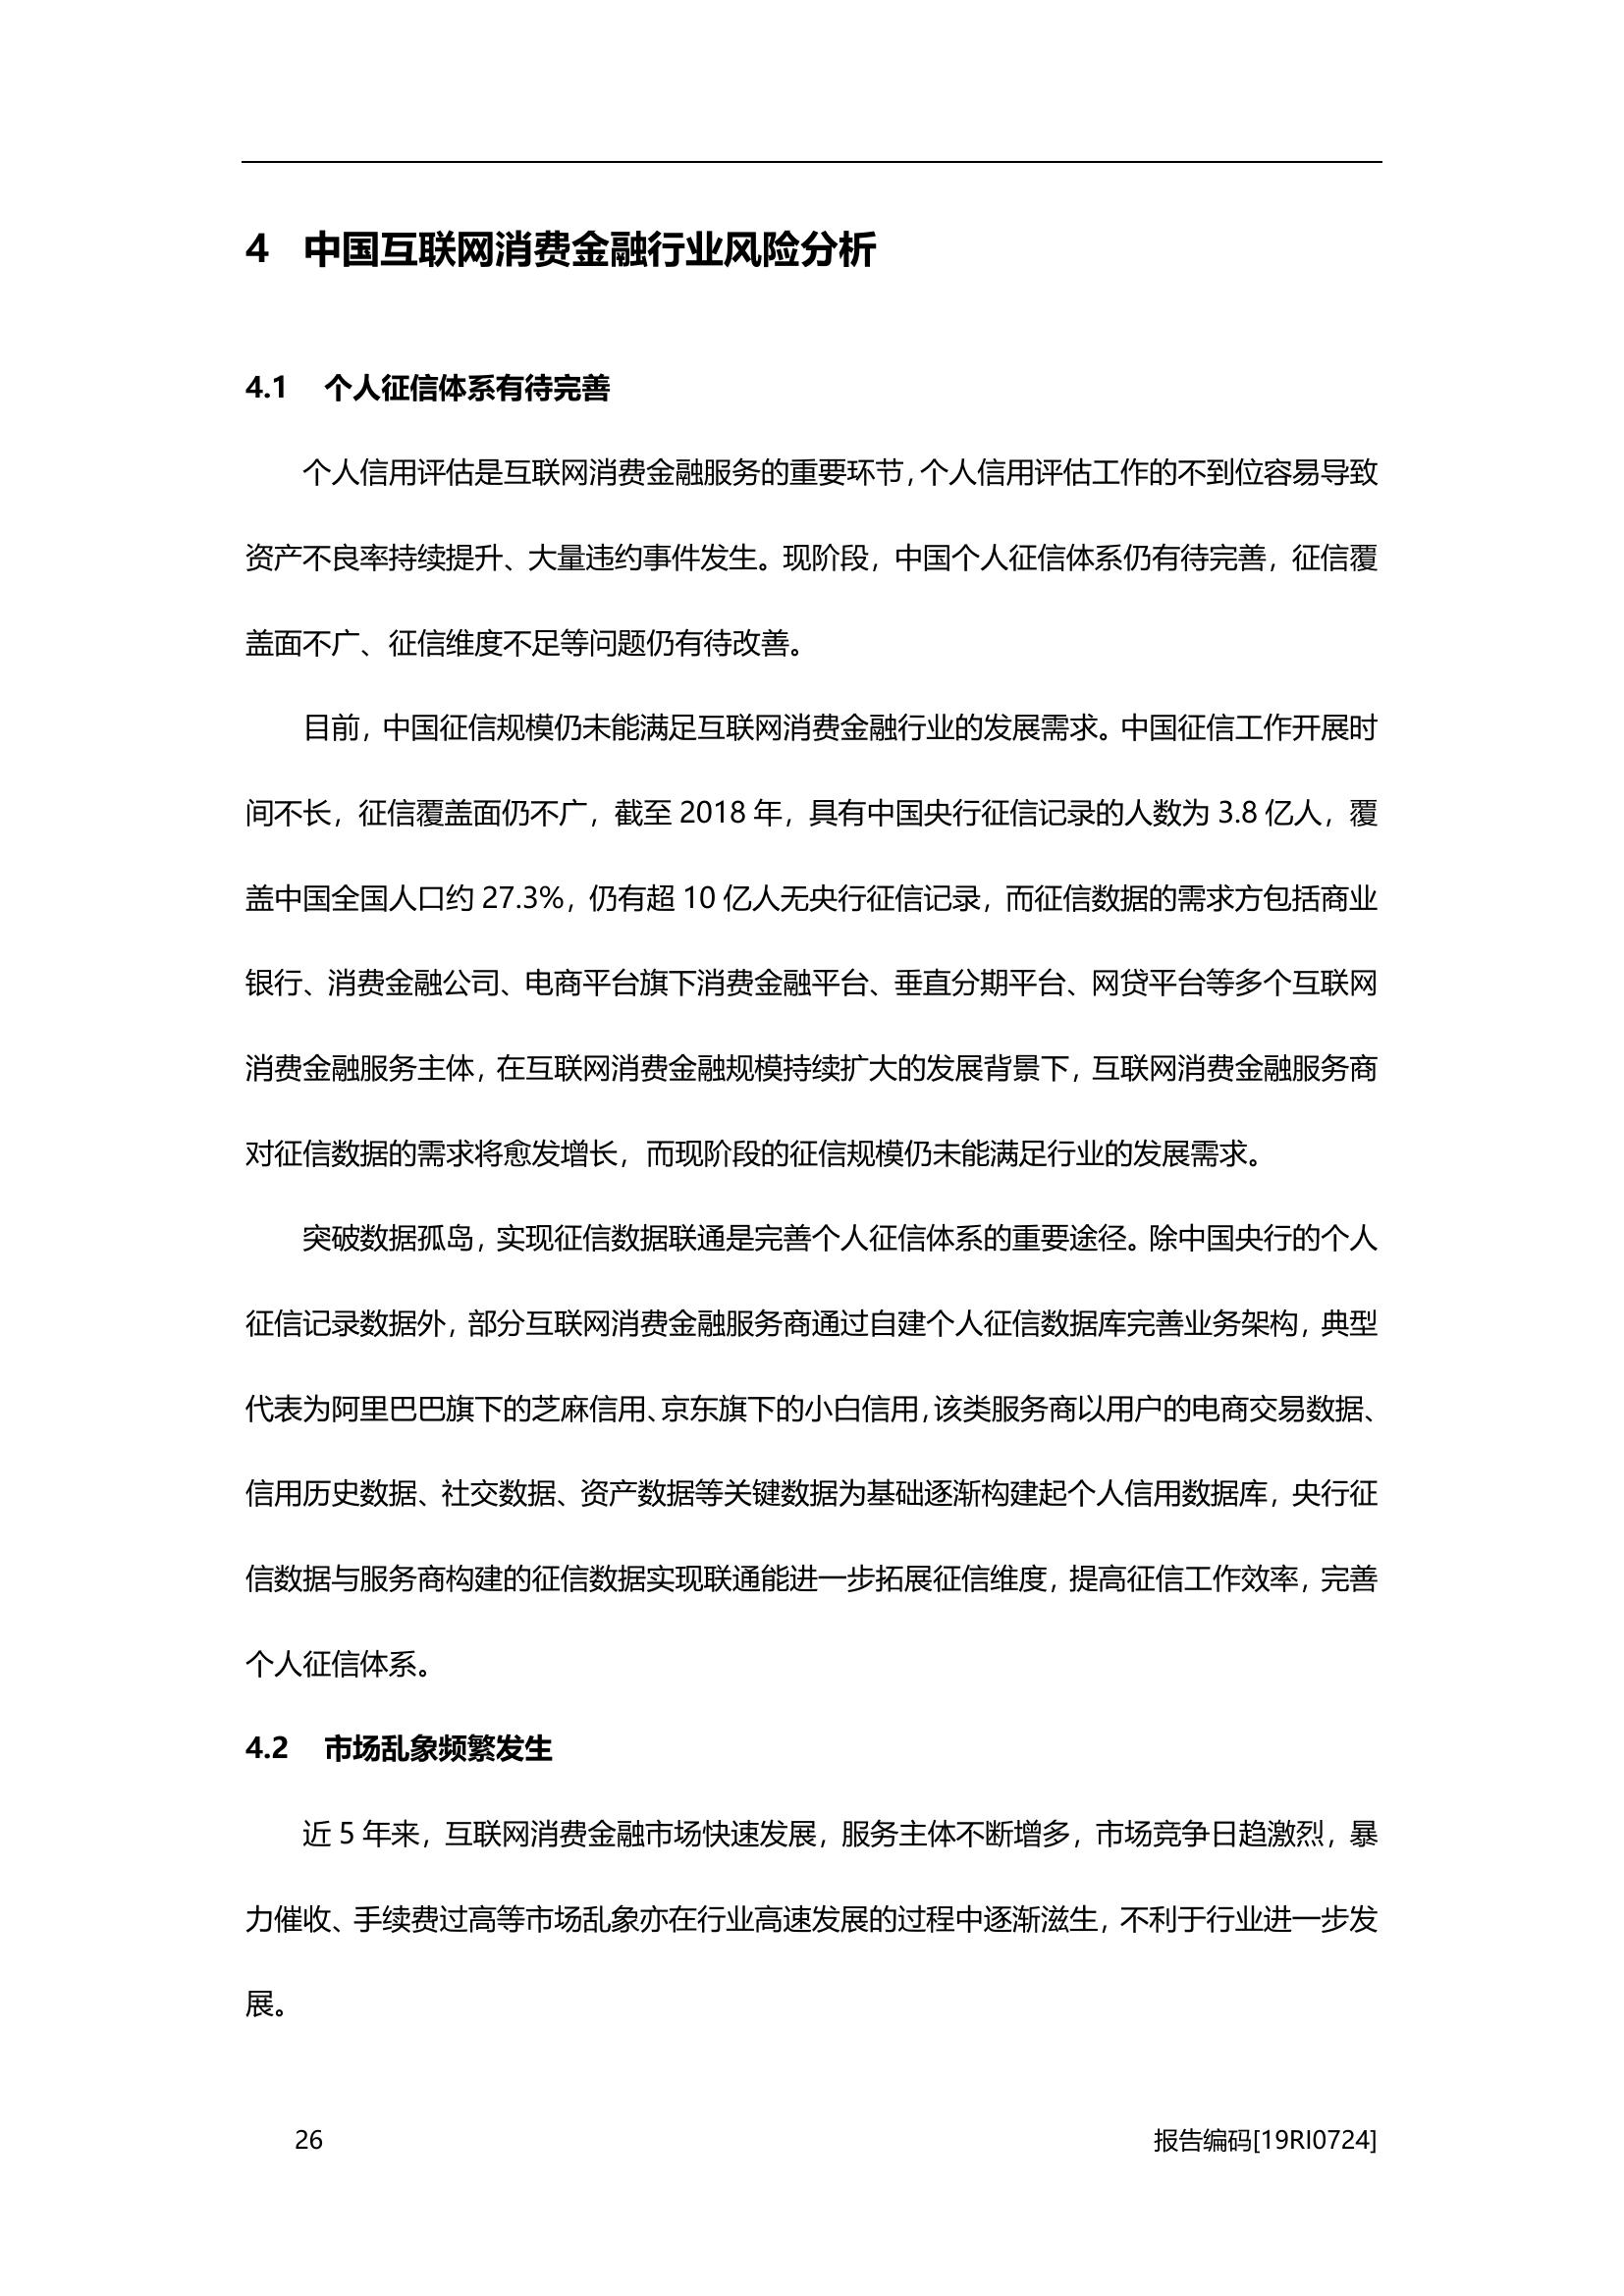 4 中国互联网消费金融行业风险分析
4.1 个人征信体系有待完善
个人信用评估是互联网消费金融服务的重要环节，个人信用评估工作的不到位容易导致
资产不良率持续提升、大量违约事件发生。现阶段，中国个人征信体系仍有待完善，征信覆
盖面不广、征信维度不足等问题仍有待改善。
目前，中国征信规模仍未能满足互联网消费金融行业的发展需求。中国征信工作开展时
间不长，征信覆盖面仍不广，截至 2018 年，具有中国央行征信记录的人数为 3.8 亿人，覆
盖中国全国人口约 27.3%，仍有超 10 亿人无央行征信记录，而征信数据的需求方包括商业
银行、消费金融公司、电商平台旗下消费金融平台、垂直分期平台、网贷平台等多个互联网
消费金融服务主体，在互联网消费金融规模持续扩大的发展背景下，互联网消费金融服务商
对征信数据的需求将愈发增长，而现阶段的征信规模仍未能满足行业的发展需求。
突破数据孤岛，实现征信数据联通是完善个人征信体系的重要途径。除中国央行的个人
征信记录数据外，部分互联网消费金融服务商通过自建个人征信数据库完善业务架构，典型
代表为阿里巴巴旗下的芝麻信用、京东旗下的小白信用，该类服务商以用户的电商交易数据、
信用历史数据、社交数据、资产数据等关键数据为基础逐渐构建起个人信用数据库，央行征
信数据与服务商构建的征信数据实现联通能进一步拓展征信维度，提高征信工作效率，完善
个人征信体系。
4.2 市场乱象频繁发生
近 5 年来，互联网消费金融市场快速发展，服务主体不断增多，市场竞争日趋激烈，暴
力催收、手续费过高等市场乱象亦在行业高速发展的过程中逐渐滋生，不利于行业进一步发
展。
26 报告编码[19RI0724]